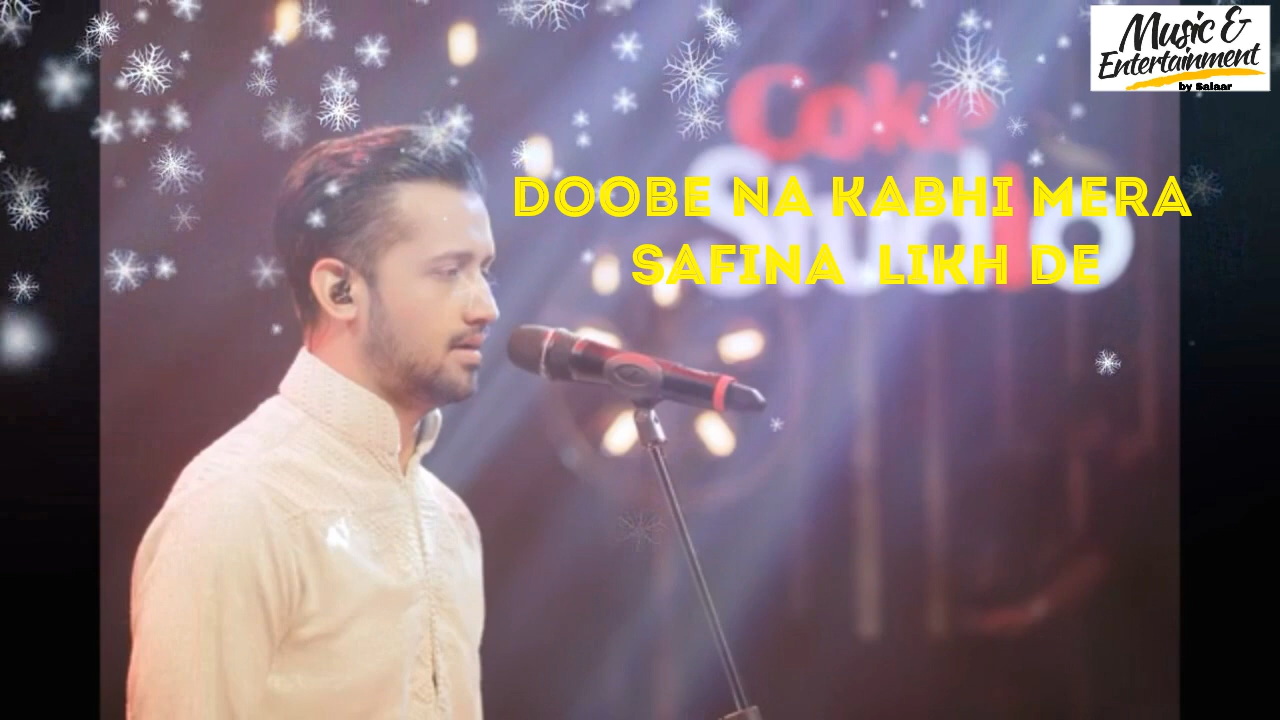 Music &
Entertainment
by Salaar
Coke
Studio
DOOBE NA KABHI MERA
SAFINA LIKH DE